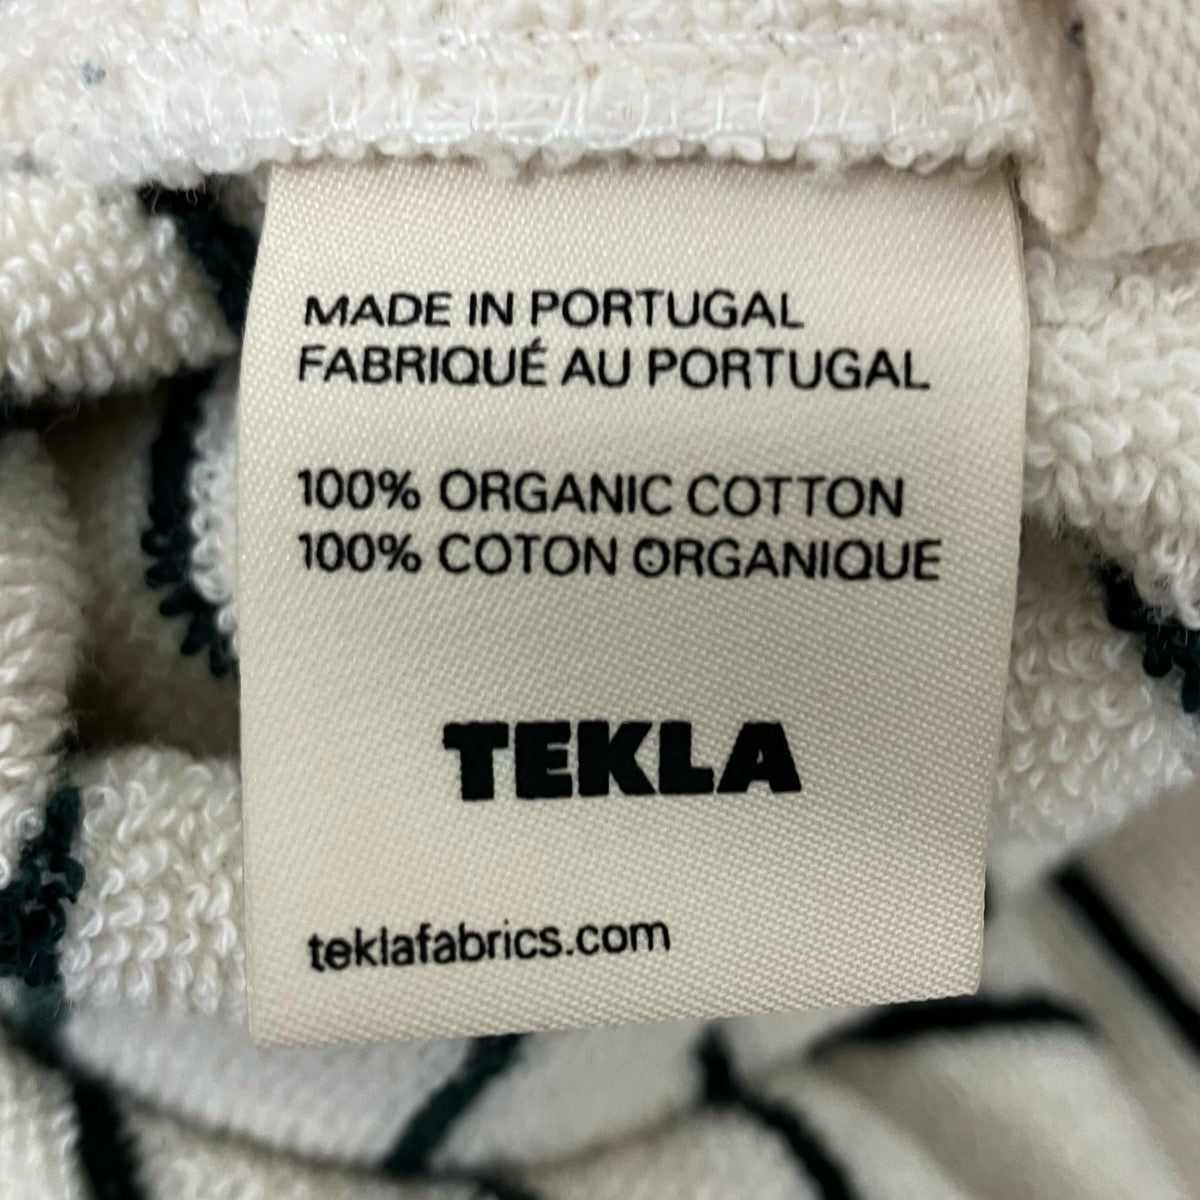 MADE IN PORTUGAL
FABRIQUÉ AU PORTUGAL
100% ORGANIC COTTON
100% COTON ORGANIQUE
TEKLA
teklafabrics.com